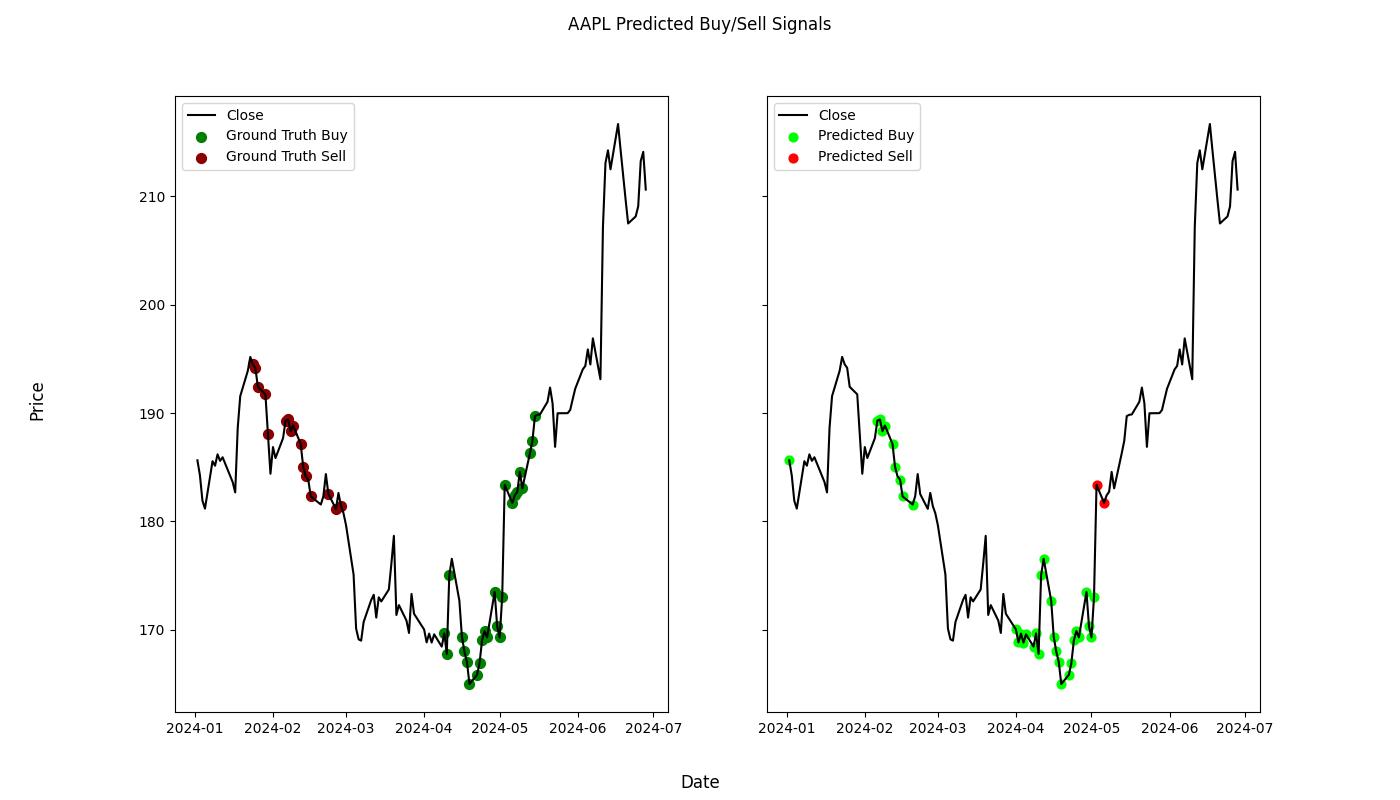 AAPL Predicted Buy/Sell Signals
Close
Ground Truth Buy
Ground Truth Sell
Close
Predicted Buy
Predicted Sell
210
200
190
180
170
Price
2024-01 2024-02 2024-03 2024-04 2024-05 2024-06 2024-07
2024-01 2024-02 2024-03 2024-04 2024-05 2024-06 2024-07
Date